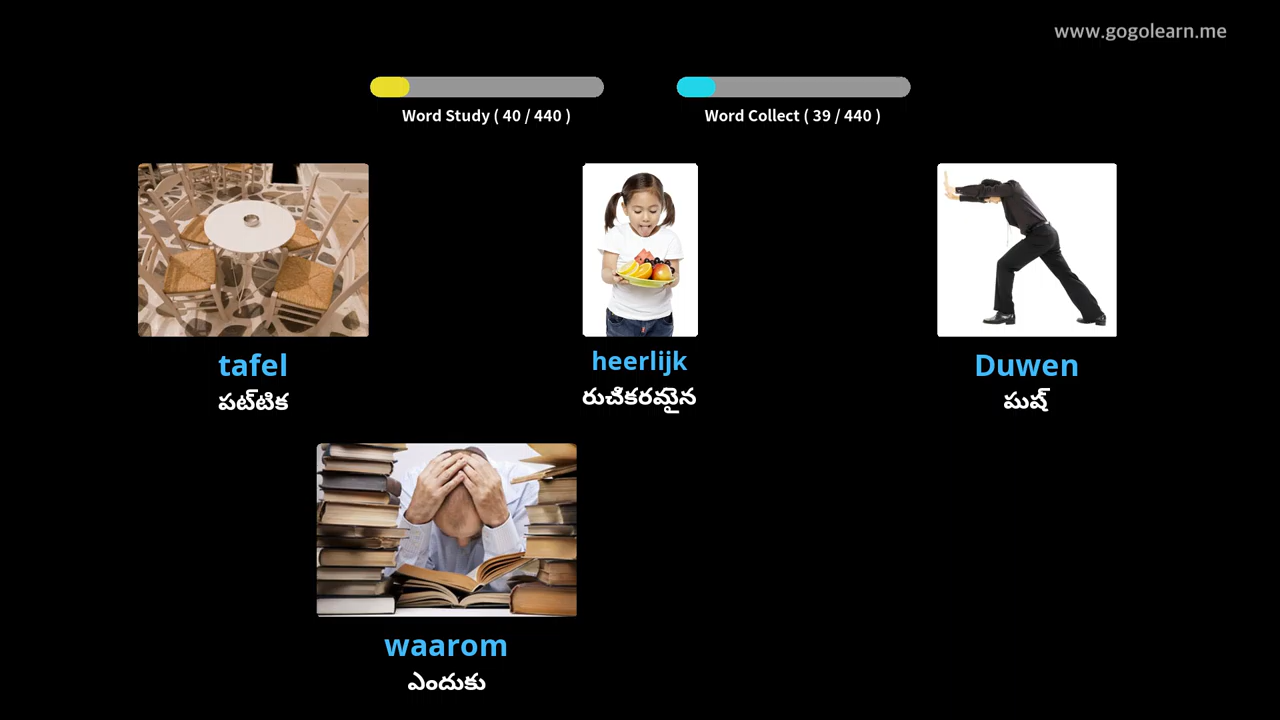 www.gogolearn.me
Word Study ( 40 / 440 )
Word Collect ( 39 / 440 )
tafel
పట్టిక
heerlijk
రుచికరమైన
Duwen
పుష్
waarom
ఎందుకు